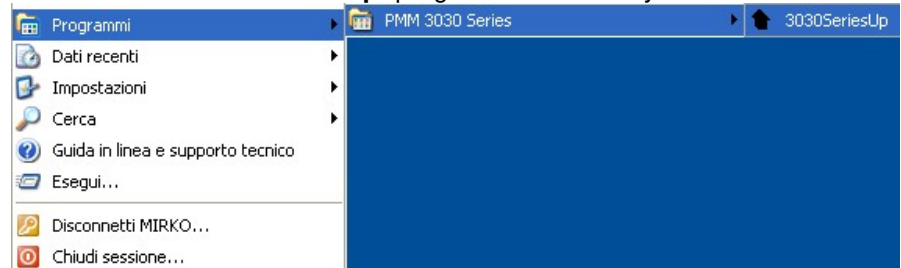 Programmi
PMM 3030 Series
3030SeriesUp
Dati recenti
Impostazioni
Cerca
Guida in linea e supporto tecnico
Esegui...
Disconnetti MIRKO...
Chiudi sessione...